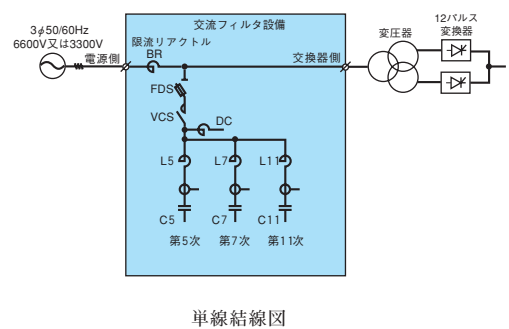 3φ50/60Hz
6600V又は3300V
電源側
交流フィルタ設備
限流リアクトル
BR
交換器側
変圧器
12パルス
変換器
FDS
VCS
DC
L5
L7
L11
C5
C7
C11
第5次
第7次
第11次
単線結線図